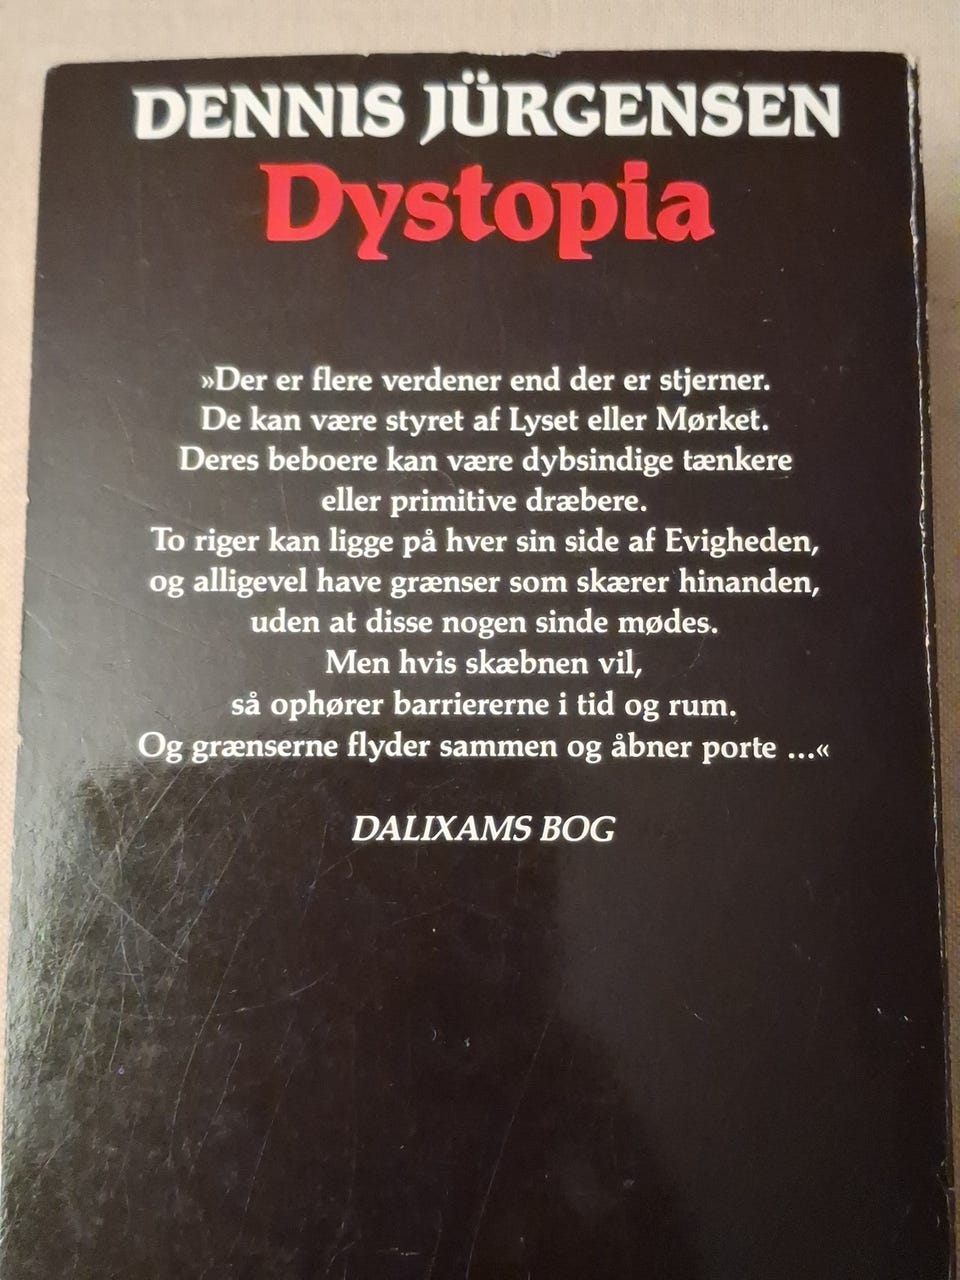 DENNIS JÜRGENSEN
Dystopia
»Der er flere verdener end der er stjerner.
De kan være styret af Lyset eller Mørket.
Deres beboere kan være dybsindige tænkere
eller primitive dræbere.
To riger kan ligge på hver sin side af Evigheden,
og alligevel have grænser som skærer hinanden,
uden at disse nogen sinde mødes.
Men hvis skæbnen vil,
så ophører barriererne i tid og rum.
Og grænserne flyder sammen og åbner porte ...«
DALIXAMS BOG